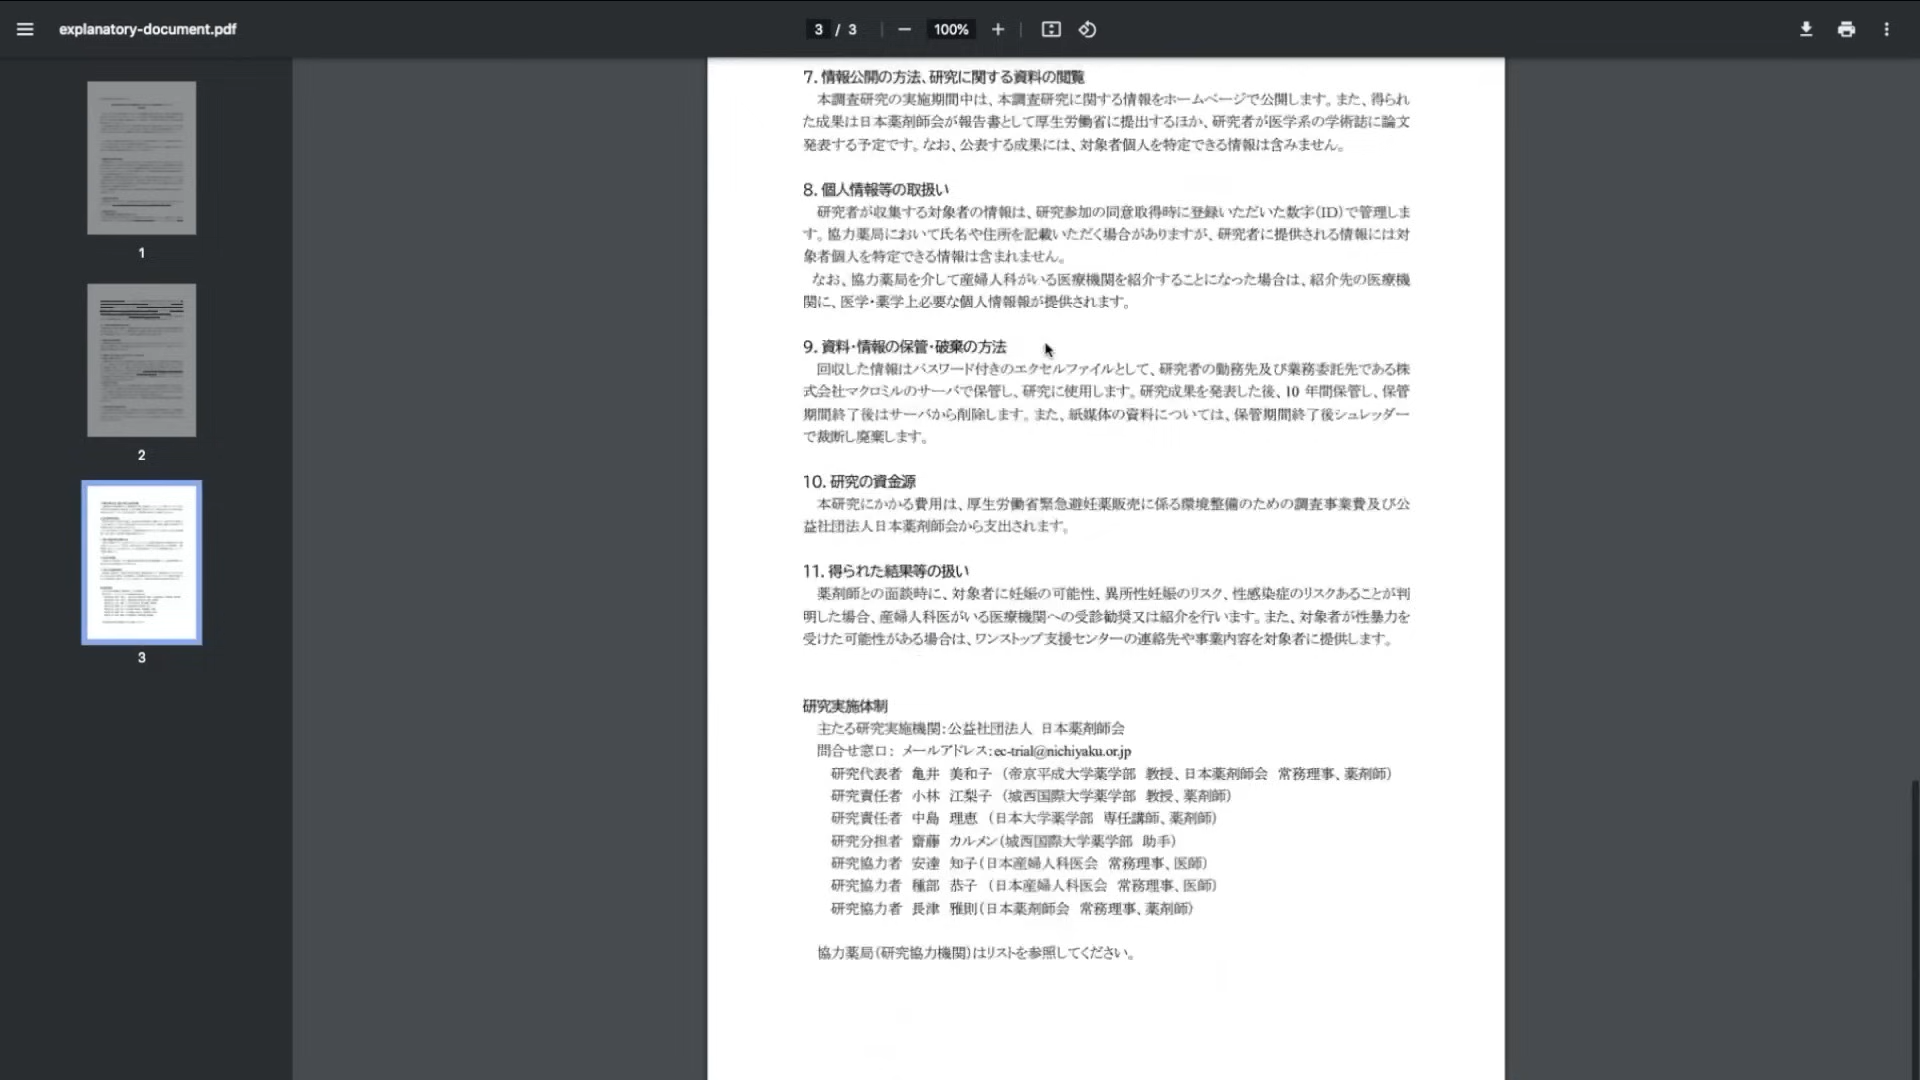 explanatory-document.pdf
3 / 3
100%
1
2
3
7. 情報公開の方法、研究に関する資料の閲覧
本調査研究の実施期間中は、本調査研究に関する情報をホームページで公開します。また、得られ
た成果は日本薬剤師会が報告書として厚生労働省に提出するほか、研究者が医学系の学術誌に論文
発表する予定です。なお、公表する成果には、対象者個人を特定できる情報は含みません。
8. 個人情報等の取扱い
研究者が収集する対象者の情報は、研究参加の同意取得時に登録いただいた数字(ID)で管理しま
す。協力薬局において氏名や住所を記載いただく場合がありますが、研究者に提供される情報には対
象者個人を特定できる情報は含まれません。
なお、協力薬局を介して産婦人科がいる医療機関を紹介することになった場合は、紹介先の医療機
関に、医学・薬学上必要な個人情報報が提供されます。
9. 資料・情報の保管・破棄の方法
回収した情報はパスワード付きのエクセルファイルとして、研究者の勤務先及び業務委託先である株
式会社マクロミルのサーバで保管し、研究に使用します。研究成果を発表した後、10 年間保管し、保管
期間終了後はサーバから削除します。また、紙媒体の資料については、保管期間終了後シュレッダー
で裁断し廃棄します。
10. 研究の資金源
本研究にかかる費用は、厚生労働省緊急避妊薬販売に係る環境整備のための調査事業費及び公
益社団法人日本薬剤師会から支出されます。
11. 得られた結果等の扱い
薬剤師との面談時に、対象者に妊娠の可能性、異所性妊娠のリスク、性感染症のリスクあることが判
明した場合、産婦人科医がいる医療機関への受診勧奨又は紹介を行います。また、対象者が性暴力を
受けた可能性がある場合は、ワンストップ支援センターの連絡先や事業内容を対象者に提供します。
研究実施体制
主たる研究実施機関：公益社団法人 日本薬剤師会
問合せ窓口： メールアドレス：ec-trial@nichiyaku.or.jp
研究代表者 亀井 美和子 （帝京平成大学薬学部 教授、日本薬剤師会 常務理事、薬剤師）
研究責任者 小林 江梨子 （城西国際大学薬学部 教授、薬剤師）
研究責任者 中島 理恵 （日本大学薬学部 専任講師、薬剤師）
研究分担者 齋藤 カルメン（城西国際大学薬学部 助手）
研究協力者 安達 知子（日本産婦人科医会 常務理事、医師）
研究協力者 種部 恭子 （日本産婦人科医会 常務理事、医師）
研究協力者 長津 雅則（日本薬剤師会 常務理事、薬剤師）
協力薬局（研究協力機関）はリストを参照してください。